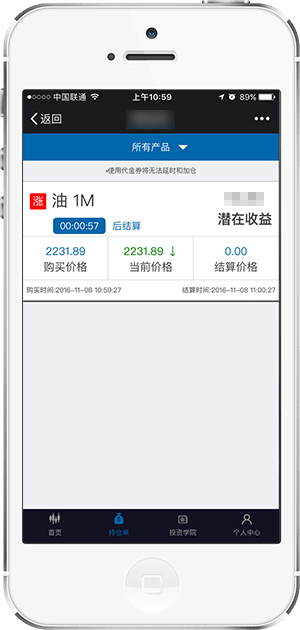 中国联通 上午10:59 89%
返回
所有产品
•使用代金券将无法延时和加仓
涨 油 1M
潜在收益
00:00:57 后结算
2231.89 2231.89 ↓ 0.00
购买价格 当前价格 结算价格
购买时间:2016-11-08 10:59:27 结算时间:2016-11-08 11:00:27
首页 持仓单 投资学院 个人中心